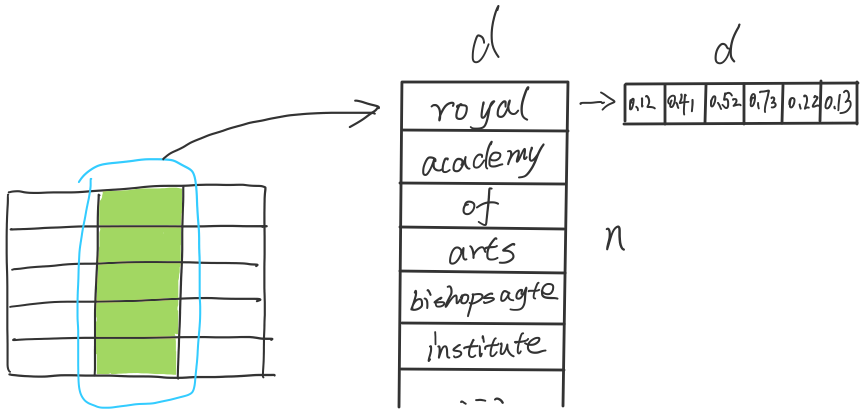 d
d
royal
0.12 0.41 0.52 0.73 0.22 0.13
academy
of
arts
n
bishopsagte
institute
...